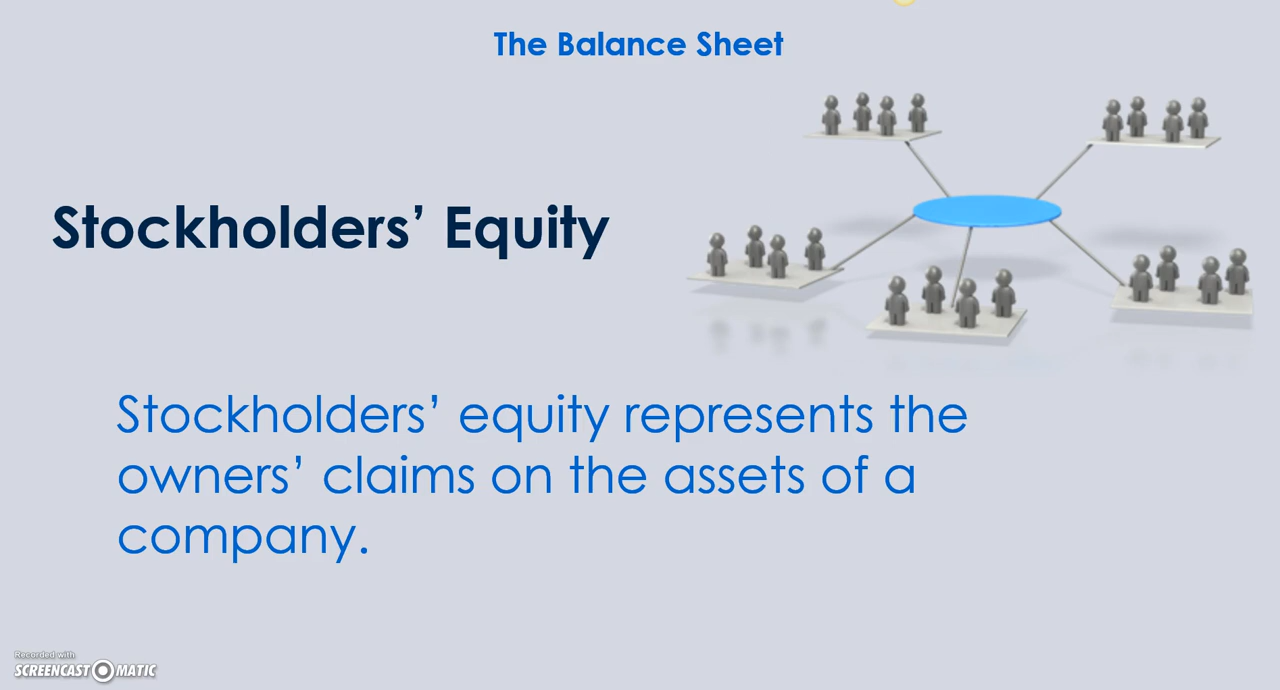 The Balance Sheet
Stockholders’ Equity
Stockholders’ equity represents the
owners’ claims on the assets of a
company.
Recorded with
SCREENCAST MATIC